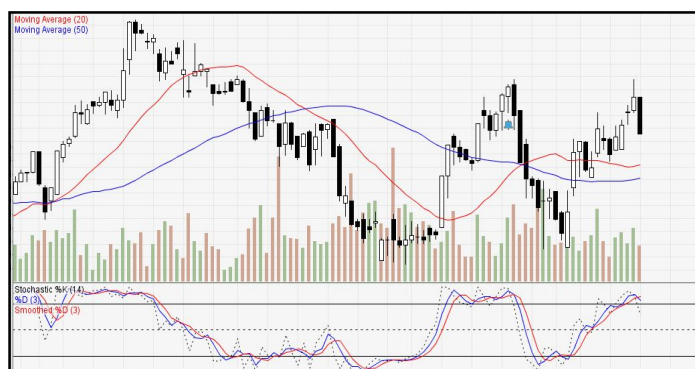 Moving Average (20)
Moving Average (50)
Stochastic %K (14)
%D (3)
Smoothed %D (3)